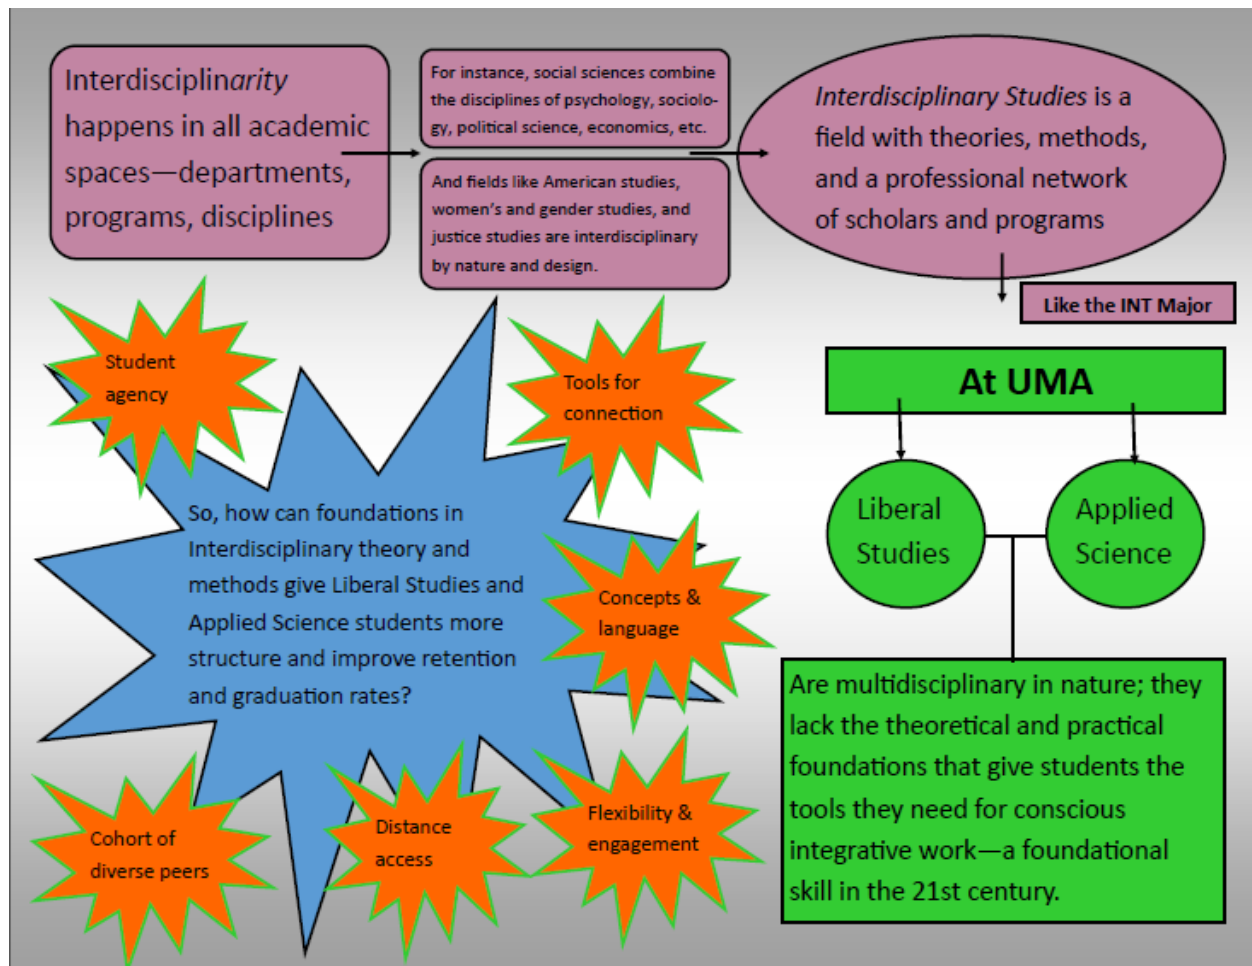 Interdisciplinarity
happens in all academic
spaces—departments,
programs, disciplines
For instance, social sciences combine
the disciplines of psychology, sociolo-
gy, political science, economics, etc.
And fields like American studies,
women's and gender studies, and
justice studies are interdisciplinary
by nature and design.
Interdisciplinary Studies is a
field with theories, methods,
and a professional network
of scholars and programs
Like the INT Major
At UMA
Liberal
Studies
Applied
Science
Are multidisciplinary in nature; they
lack the theoretical and practical
foundations that give students the
tools they need for conscious
integrative work—a foundational
skill in the 21st century.
So, how can foundations in
Interdisciplinary theory and
methods give Liberal Studies and
Applied Science students more
structure and improve retention
and graduation rates?
Student
agency
Tools for
connection
Concepts &
language
Flexibility &
engagement
Distance
access
Cohort of
diverse peers